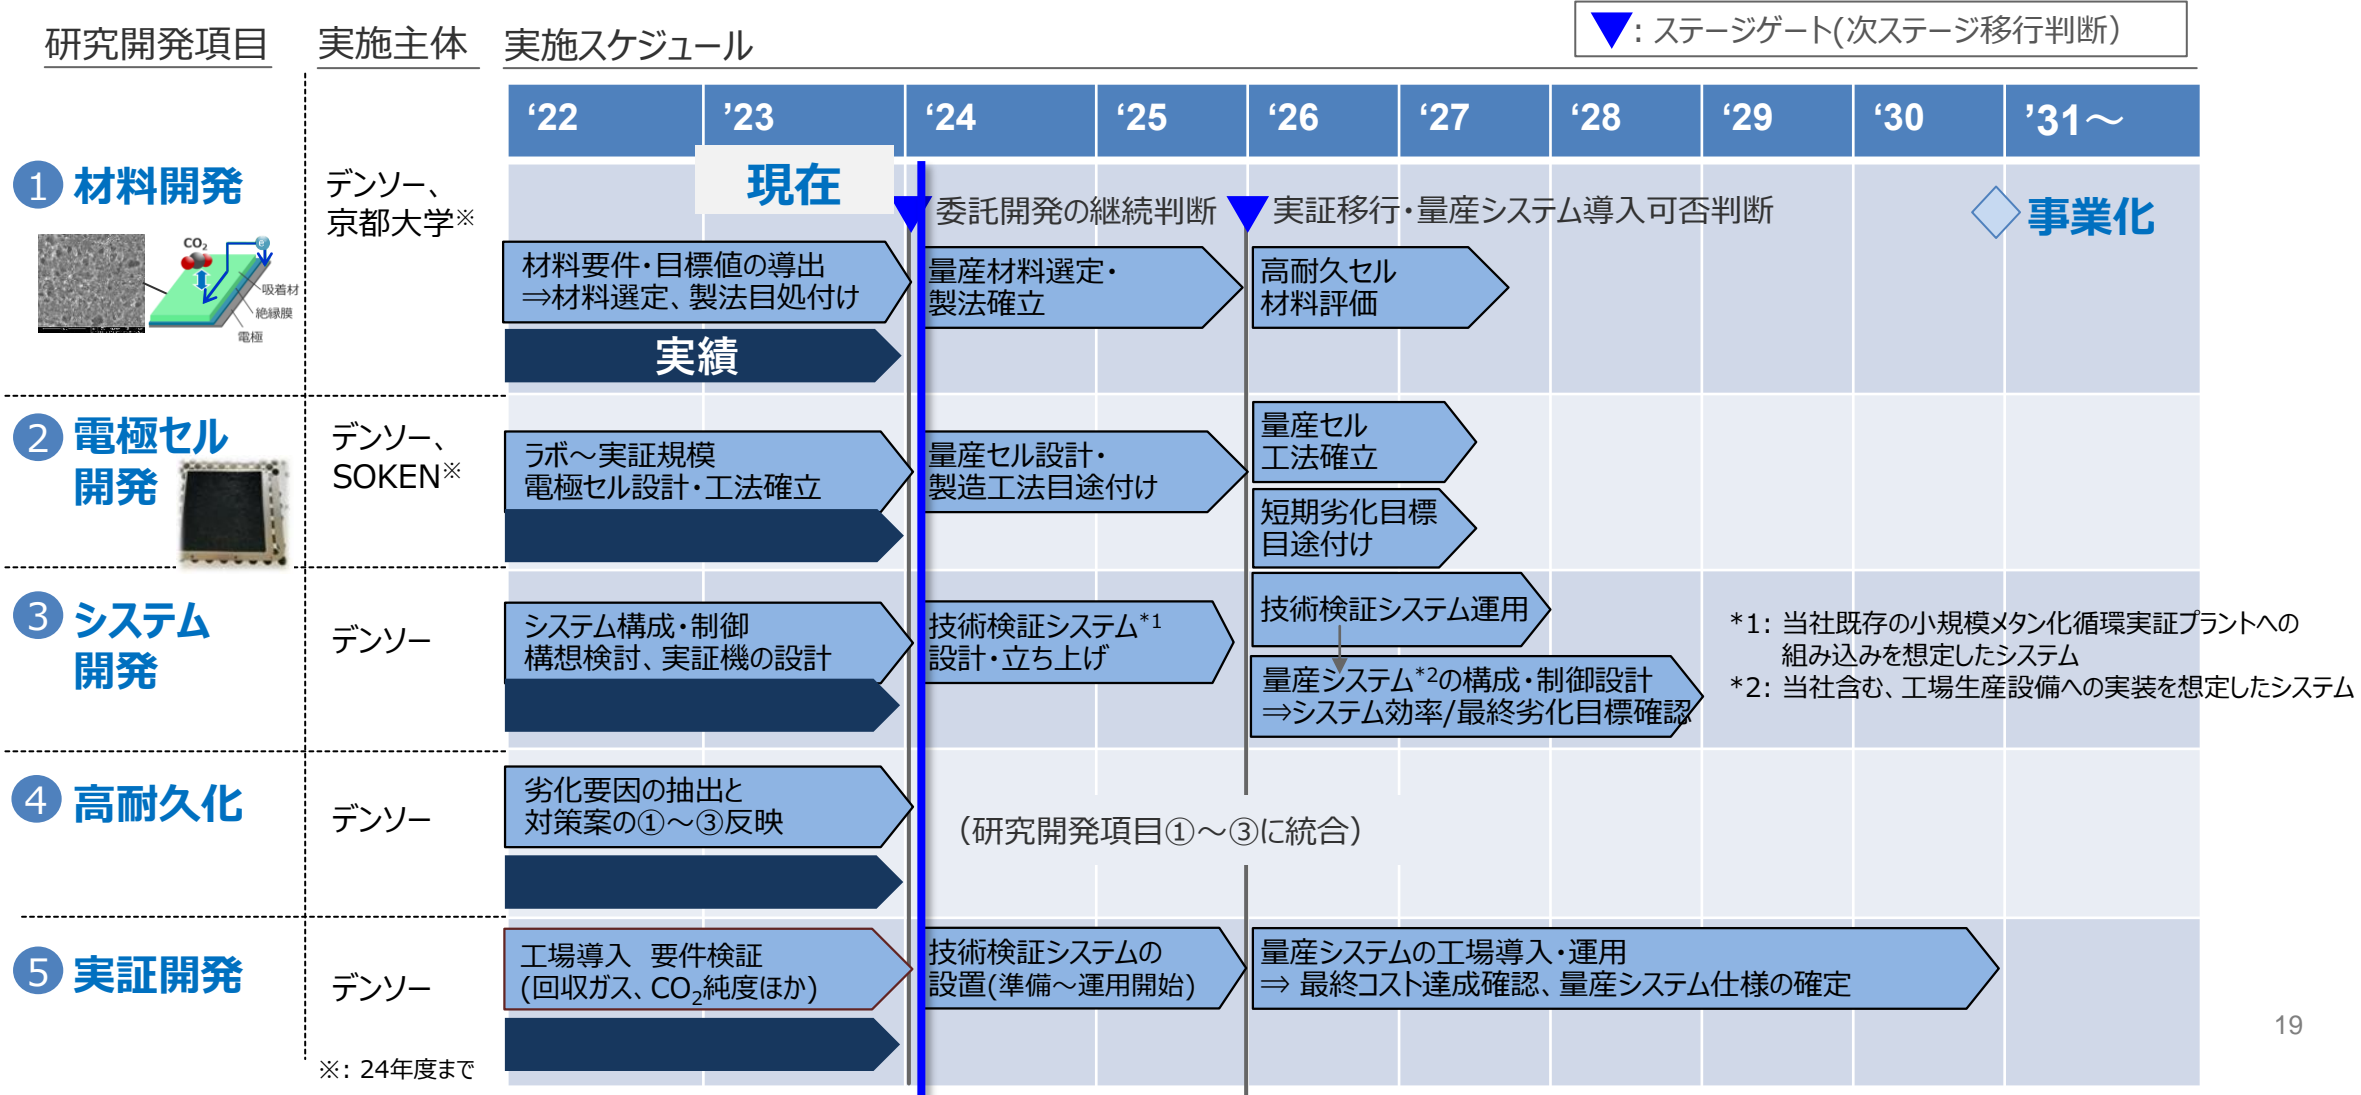 研究開発項目
実施主体
実施スケジュール
▼: ステージゲート(次ステージ移行判断)
‘22
’23
‘24
‘25
‘26
‘27
‘28
‘29
‘30
’31～
現在
1 材料開発
デンソー、
京都大学※
CO2
e
吸着材
絶縁膜
電極
委託開発の継続判断
実証移行・量産システム導入可否判断
事業化
材料要件・目標値の導出
⇒材料選定、製法目処付け
量産材料選定・
製法確立
高耐久セル
材料評価
実績
2 電極セル
開発
デンソー、
SOKEN※
ラボ～実証規模
電極セル設計・工法確立
量産セル設計・
製造工法目途付け
量産セル
工法確立
短期劣化目標
目途付け
3 システム
開発
デンソー
システム構成・制御
構想検討、実証機の設計
技術検証システム*1
設計・立ち上げ
技術検証システム運用
量産システム*2の構成・制御設計
⇒システム効率/最終劣化目標確認
*1: 当社既存の小規模メタン化循環実証プラントへの
組み込みを想定したシステム
*2: 当社含む、工場生産設備への実装を想定したシステム
4 高耐久化
デンソー
劣化要因の抽出と
対策案の①～③反映
（研究開発項目①～③に統合）
5 実証開発
デンソー
工場導入　要件検証
(回収ガス、CO2純度ほか)
技術検証システムの
設置(準備～運用開始)
量産システムの工場導入・運用
⇒ 最終コスト達成確認、量産システム仕様の確定
※: 24年度まで
19